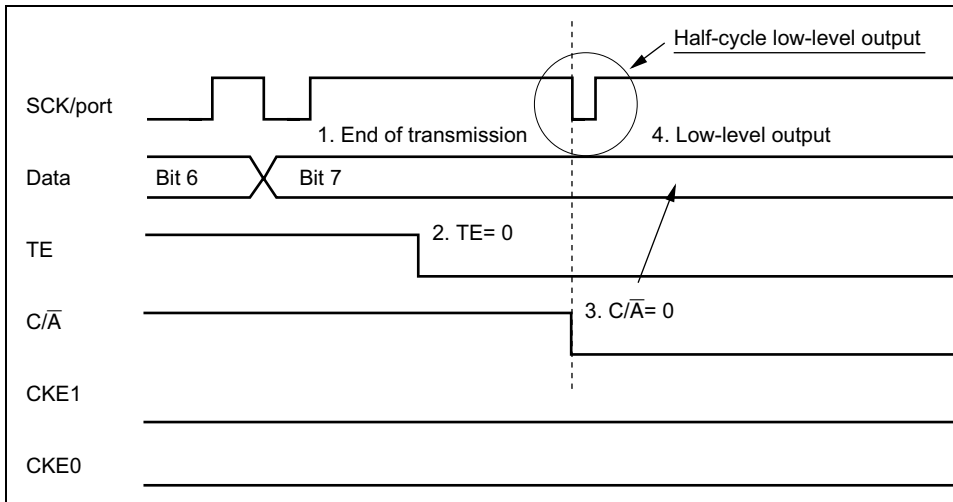 Half-cycle low-level output
SCK/port
1. End of transmission
4. Low-level output
Data
Bit 6
Bit 7
TE
2. TE= 0
C/A̅
3. C/A̅= 0
CKE1
CKE0